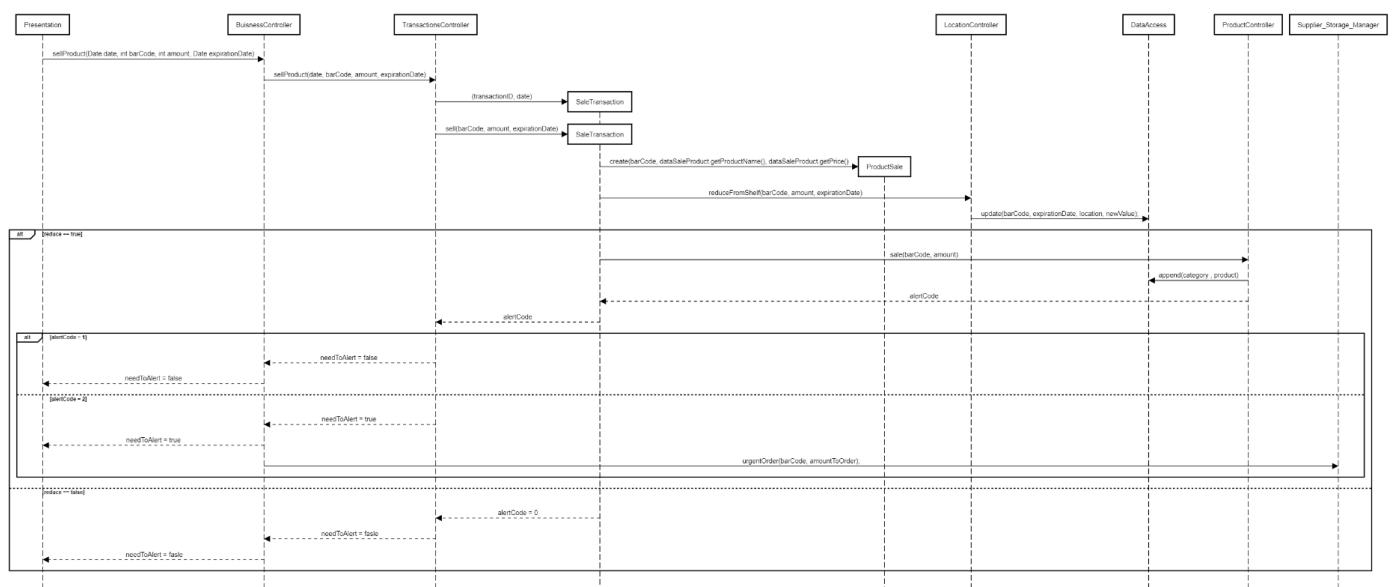 Presentation
BuisnessController
TransactionsController
LocationController
DataAccess
ProductController
Supplier_Storage_Manager
sellProduct(Date date, int barCode, int amount, Date expirationDate)
sellProduct(date, barCode, amount, expirationDate)
(transactionID, date)
SaleTransaction
sell(barCode, amount, expirationDate)
SaleTransaction
create(barCode, dataSaleProduct.getProductName(), dataSaleProduct.getPrice()
ProductSale
reduceFromShelf(barCode, amount, expirationDate)
update(barCode, expirationDate, location, newValue);
alt
[reduce == true]
sale(barCode, amount)
append(category , product)
alertCode
alertCode
alt
[alertCode = 1]
needToAlert = false
needToAlert = false
[alertCode = 2]
needToAlert = true
needToAlert = true
urgentOrder(barCode, amountToOrder);
[reduce == false]
alertCode = 0
needToAlert = fasle
needToAlert = fasle